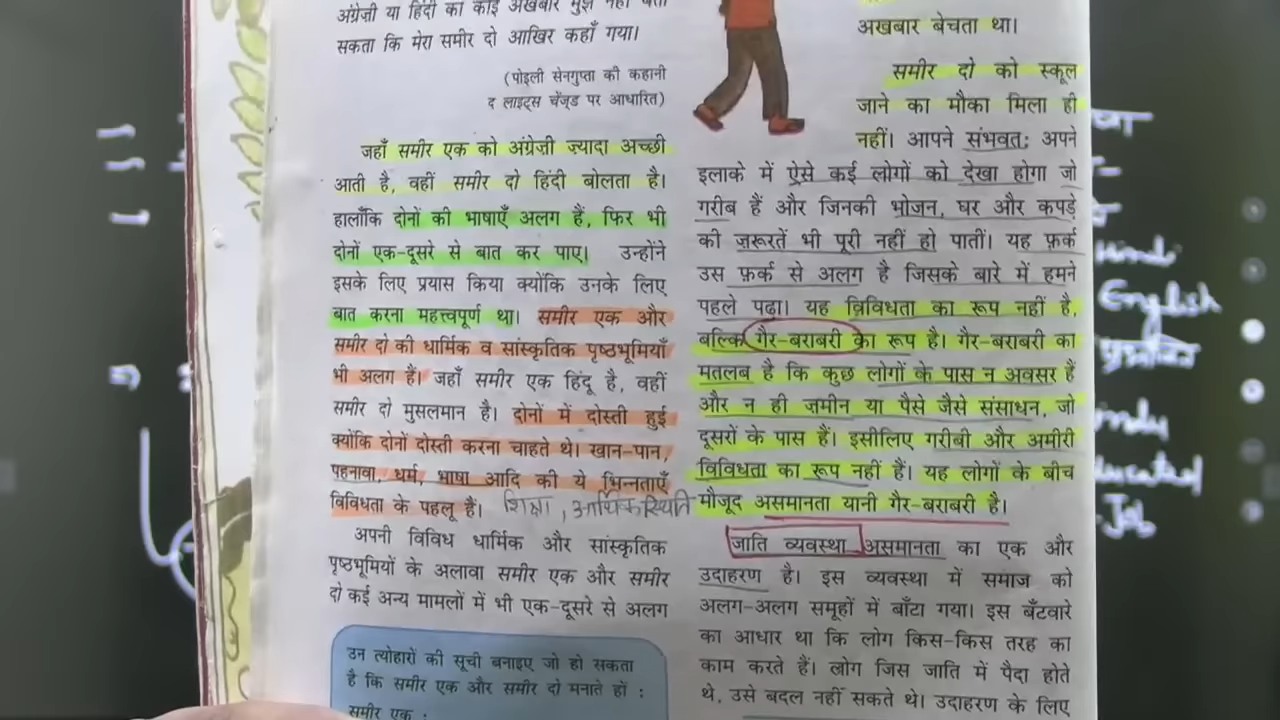 अंग्रेज़ी या हिंदी का कोई अखबार मुझे नहीं बता
सकता कि मेरा समीर दो आखिर कहाँ गया।
(पोइली सेनगुप्ता की कहानी
द लाइट्स चेंज्ड पर आधारित)
जहाँ समीर एक को अंग्रेज़ी ज़्यादा अच्छी
आती है, वहीं समीर दो हिंदी बोलता है।
हालाँकि दोनों की भाषाएँ अलग हैं, फिर भी
दोनों एक-दूसरे से बात कर पाए। उन्होंने
इसके लिए प्रयास किया क्योंकि उनके लिए
बात करना महत्त्वपूर्ण था। समीर एक और
समीर दो की धार्मिक व सांस्कृतिक पृष्ठभूमियाँ
भी अलग हैं। जहाँ समीर एक हिंदू है, वहीं
समीर दो मुसलमान है। दोनों में दोस्ती हुई
क्योंकि दोनों दोस्ती करना चाहते थे। खान-पान,
पहनावा, धर्म, भाषा आदि की ये भिन्नताएँ
विविधता के पहलू हैं। शिक्षा, आर्थिक स्थिति
अपनी विविध धार्मिक और सांस्कृतिक
पृष्ठभूमियों के अलावा समीर एक और समीर
दो कई अन्य मामलों में भी एक-दूसरे से अलग
उन त्योहारों की सूची बनाइए जो हो सकता
है कि समीर एक और समीर दो मनाते हों :
समीर एक :
अखबार बेचता था।
समीर दो को स्कूल
जाने का मौका मिला ही
नहीं। आपने संभवत: अपने
इलाके में ऐसे कई लोगों को देखा होगा जो
गरीब हैं और जिनकी भोजन, घर और कपड़े
की ज़रूरतें भी पूरी नहीं हो पातीं। यह फ़र्क
उस फ़र्क से अलग है जिसके बारे में हमने
पहले पढ़ा। यह विविधता का रूप नहीं है,
बल्कि गैर-बराबरी का रूप है। गैर-बराबरी का
मतलब है कि कुछ लोगों के पास न अवसर हैं
और न ही ज़मीन या पैसे जैसे संसाधन, जो
दूसरों के पास हैं। इसीलिए गरीबी और अमीरी
विविधता का रूप नहीं हैं। यह लोगों के बीच
मौजूद असमानता यानी गैर-बराबरी है।
जाति व्यवस्था असमानता का एक और
उदाहरण है। इस व्यवस्था में समाज को
अलग-अलग समूहों में बाँटा गया। इस बँटवारे
का आधार था कि लोग किस-किस तरह का
काम करते हैं। लोग जिस जाति में पैदा होते
थे, उसे बदल नहीं सकते थे। उदाहरण के लिए
English
Job